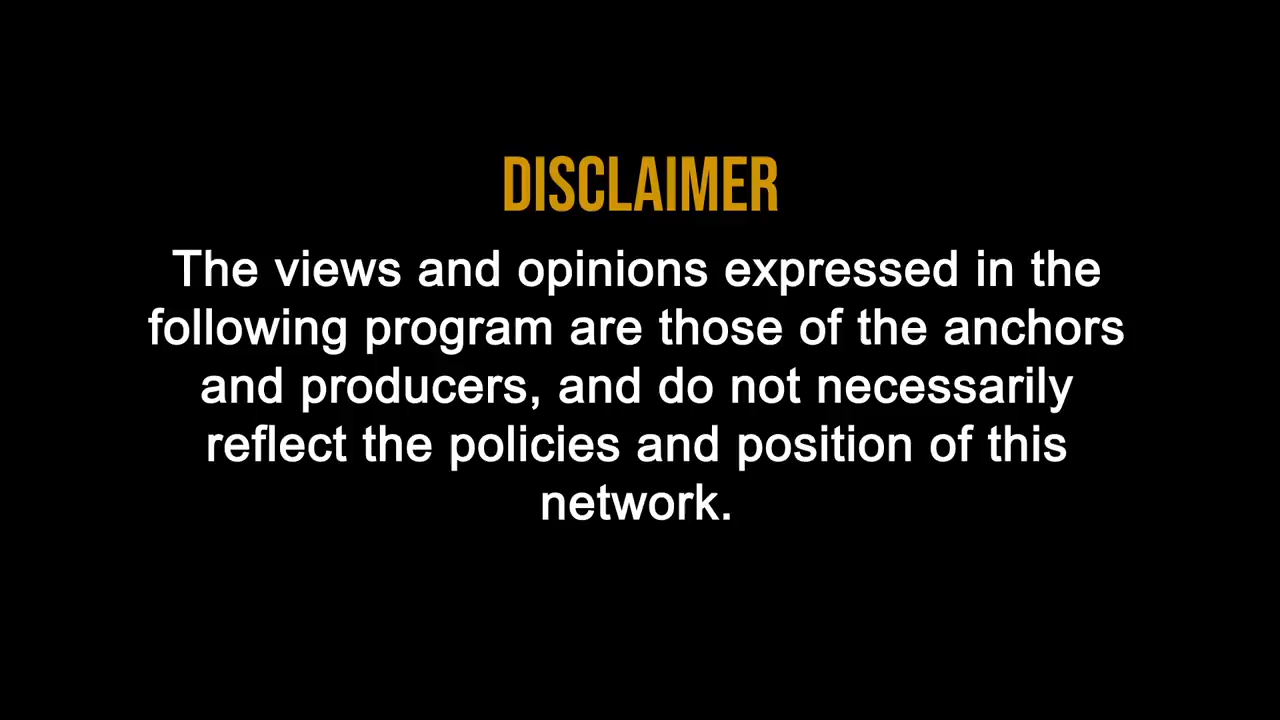 DISCLAIMER
The views and opinions expressed in the
following program are those of the anchors
and producers, and do not necessarily
reflect the policies and position of this
network.